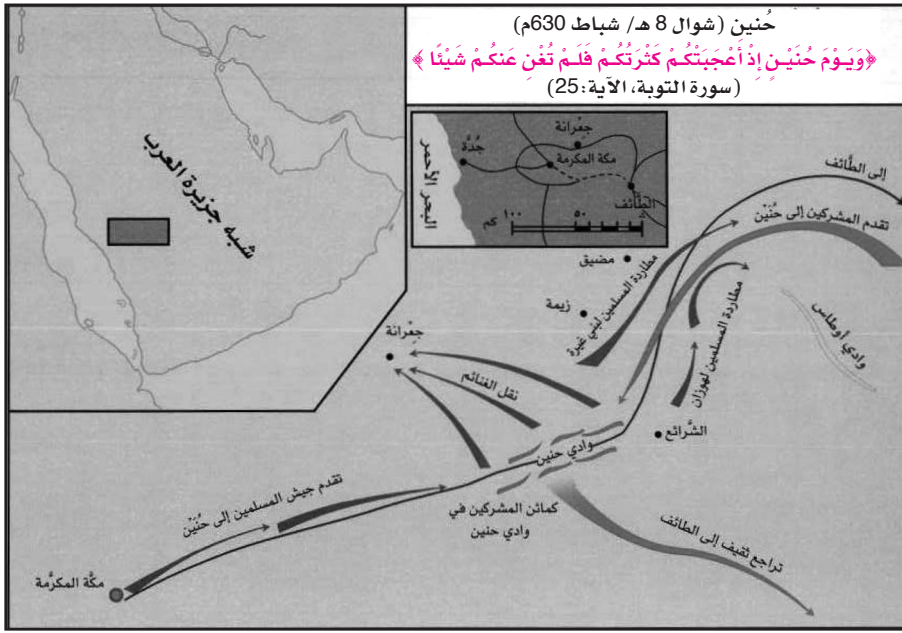 حُنين (شوال 8 هـ/ شباط 630م)
﴿وَيَوْمَ حُنَيْنٍ إِذْ أَعْجَبَتْكُمْ كَثْرَتُكُمْ فَلَمْ تُغْنِ عَنكُمْ شَيْئًا ﴾
(سورة التوبة، الآية:25)
شبه جزيرة العرب
جِعْرانة
جُدَّة
مكة المكرمة
الطَّائف
البحر الأحمر
١٠٠ كم
٥٠
إلى الطَّائف
تقدم المشركين إلى حُنَيْن
مضيق
مطاردة المسلمين لبني غيرة
زيمة
مطاردة المسلمين لهوزان
وادي أوطاس
جِعْرانة
نقل الغنائم
الشَّرائع
وادي حنين
كمائن المشركين في
وادي حنين
تقدم جيش المسلمين إلى حُنَيْن
تراجع ثقيف إلى الطائف
مكَّة المكرَّمة